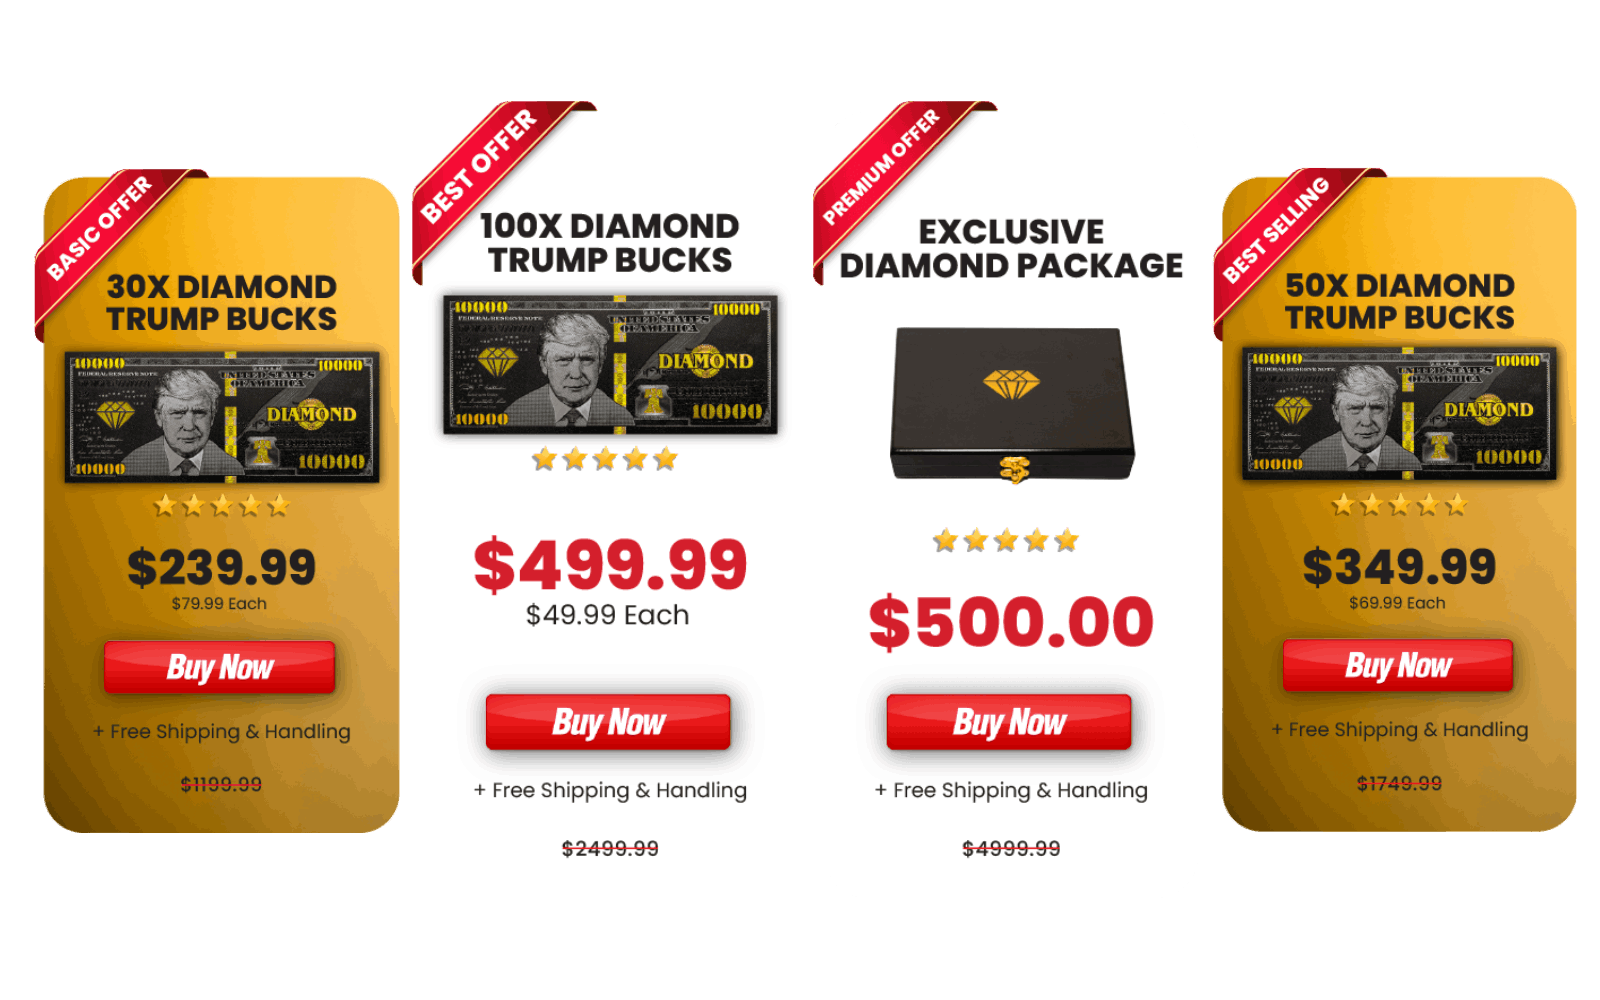 BASIC OFFER
30X DIAMOND
TRUMP BUCKS
10000
10000
FEDERAL RESERVE NOTE
UNITED STATES
OF AMERICA
DIAMOND
10000
10000
$239.99
$79.99 Each
Buy Now
+ Free Shipping & Handling
$1199.99
BEST OFFER
100X DIAMOND
TRUMP BUCKS
10000
10000
FEDERAL RESERVE NOTE
UNITED STATES
OF AMERICA
DIAMOND
10000
10000
$499.99
$49.99 Each
Buy Now
+ Free Shipping & Handling
$2499.99
PREMIUM OFFER
EXCLUSIVE
DIAMOND PACKAGE
$500.00
Buy Now
+ Free Shipping & Handling
$4999.99
BEST SELLING
50X DIAMOND
TRUMP BUCKS
10000
10000
FEDERAL RESERVE NOTE
UNITED STATES
OF AMERICA
DIAMOND
10000
10000
$349.99
$69.99 Each
Buy Now
+ Free Shipping & Handling
$1749.99